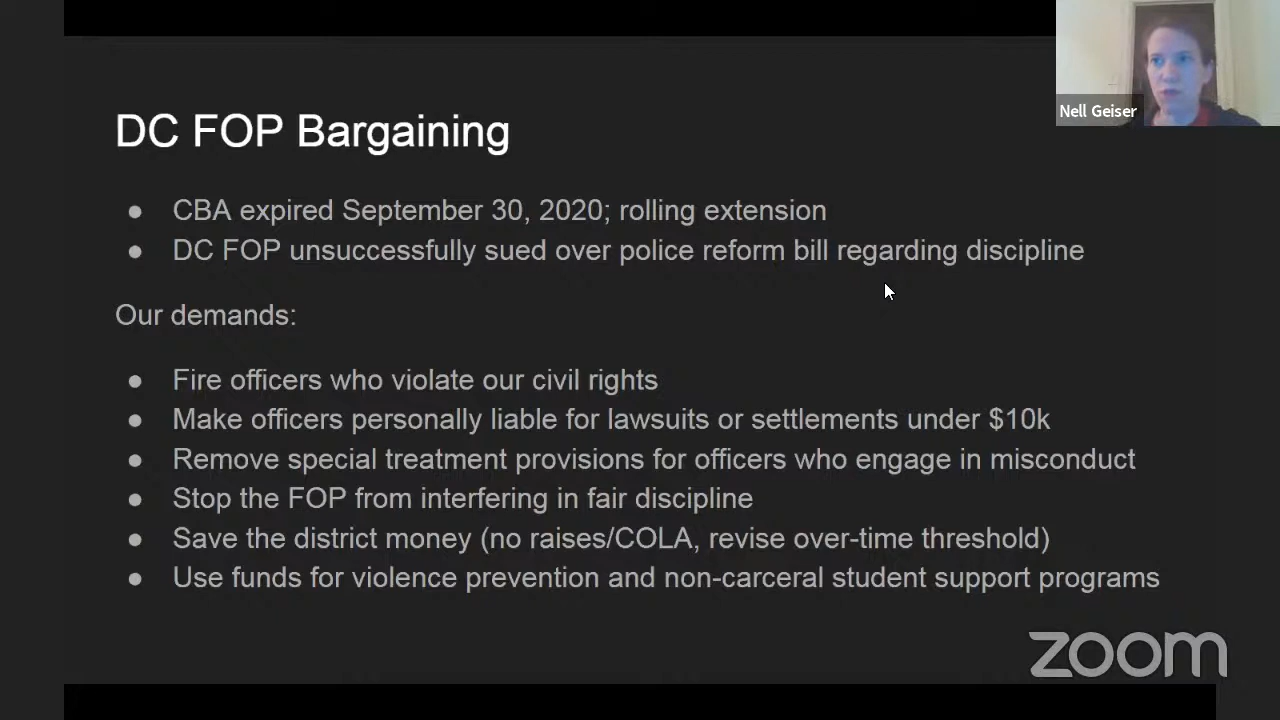 Nell Geiser
DC FOP Bargaining
● CBA expired September 30, 2020; rolling extension
● DC FOP unsuccessfully sued over police reform bill regarding discipline
Our demands:
● Fire officers who violate our civil rights
● Make officers personally liable for lawsuits or settlements under $10k
● Remove special treatment provisions for officers who engage in misconduct
● Stop the FOP from interfering in fair discipline
● Save the district money (no raises/COLA, revise over-time threshold)
● Use funds for violence prevention and non-carceral student support programs
zoom